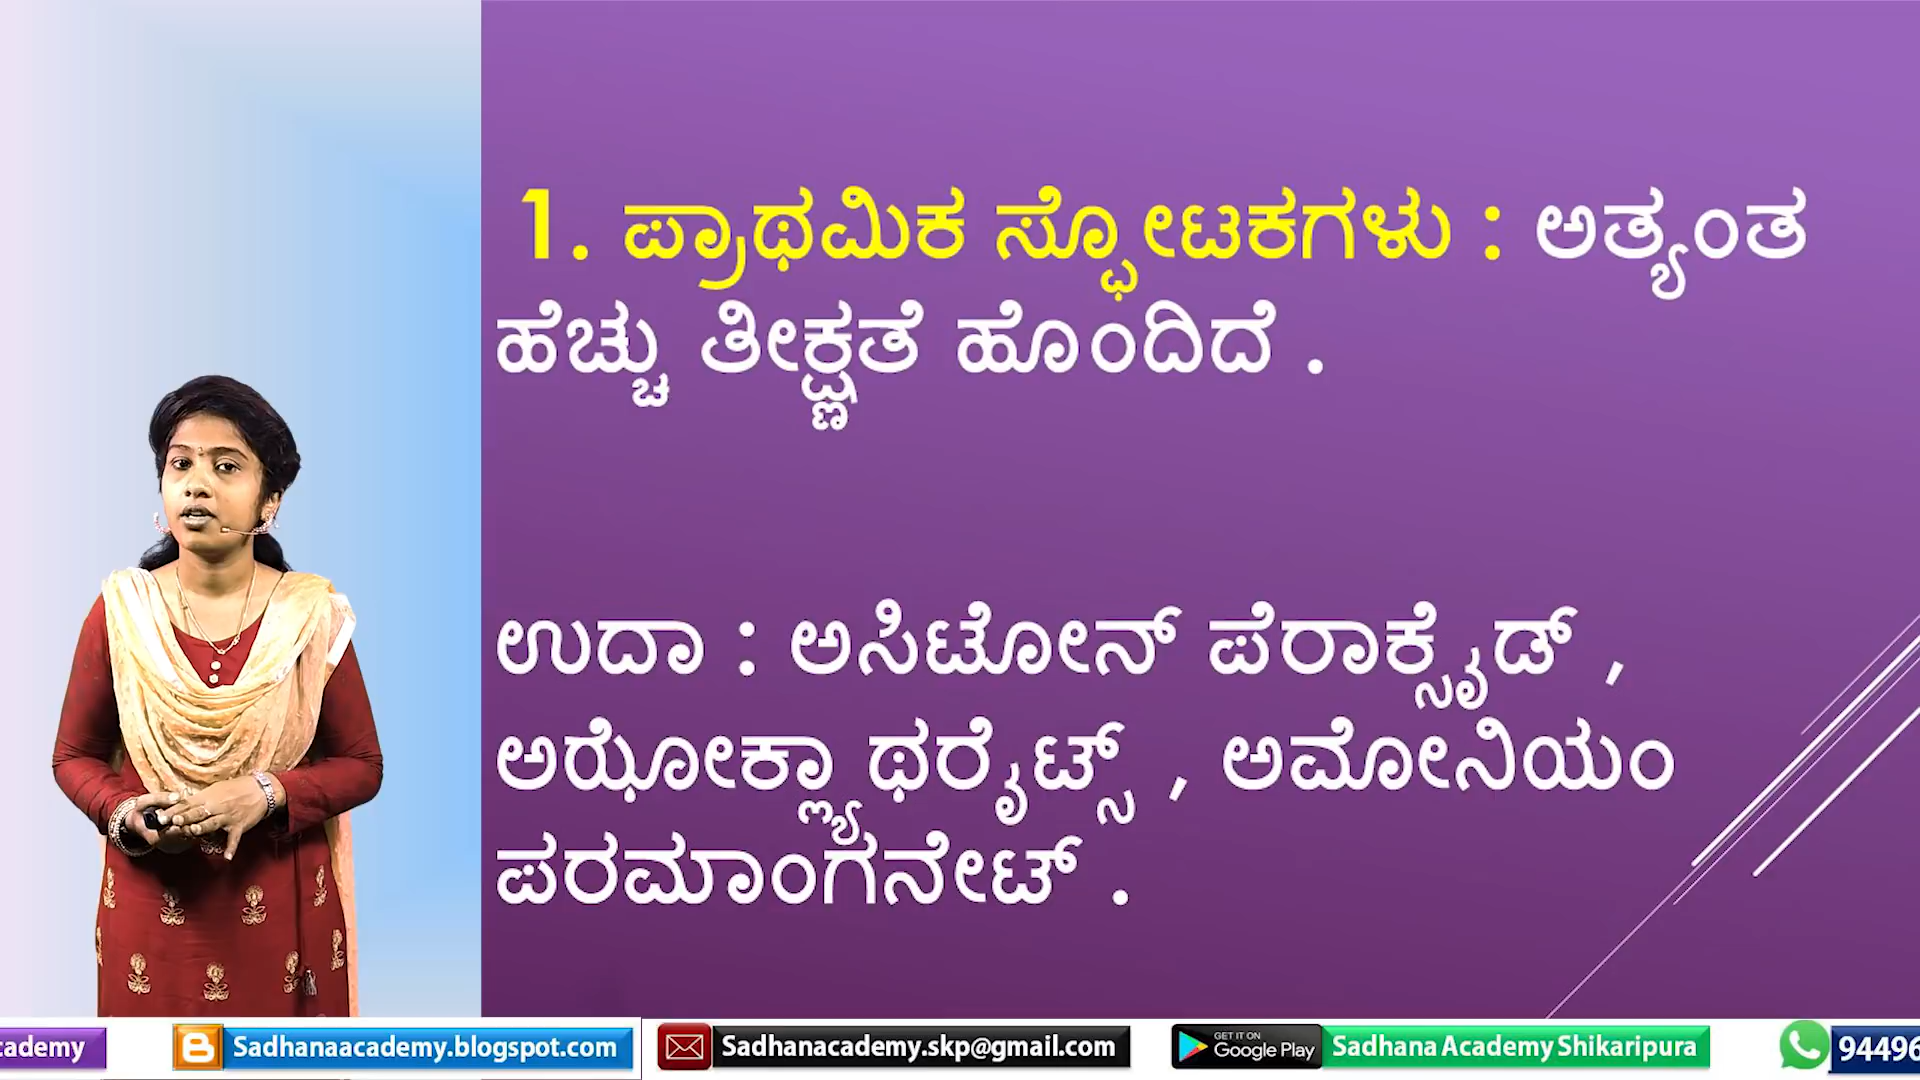 1. ಪ್ರಾಥಮಿಕ ಸ್ಫೋಟಕಗಳು : ಅತ್ಯಂತ
ಹೆಚ್ಚು ತೀಕ್ಷ್ಣತೆ ಹೊಂದಿದೆ .
ಉದಾ : ಅಸಿಟೋನ್ ಪೆರಾಕ್ಸೈಡ್ ,
ಅಝೋಕ್ಲ್ಯಾಥರೈಟ್ಸ್ , ಅಮೋನಿಯಂ
ಪರಮಾಂಗನೇಟ್ .
cademy
Sadhanaacademy.blogspot.com
Sadhanacademy.skp@gmail.com
GET IT ON
Google Play
Sadhana Academy Shikaripura
94496